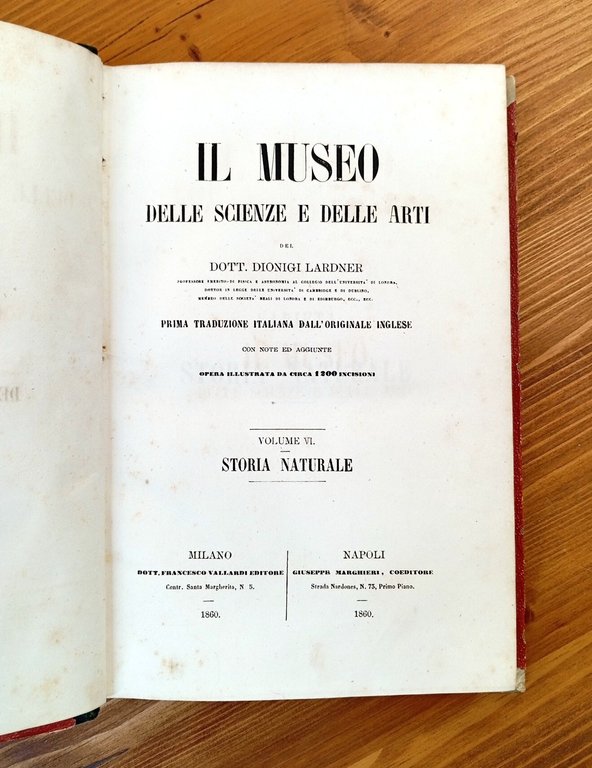 IL MUSEO
DELLE SCIENZE E DELLE ARTI
DEL
DOTT. DIONIGI LARDNER
PROFESSORE EMERITO DI FISICA E ASTRONOMIA AL COLLEGIO DELL'UNIVERSITA' DI LONDRA,
DOTTOR IN LEGGE DELLE UNIVERSITA' DI CAMBRIDGE E DI DUBLINO,
MEMBRO DELLE SOCIETA' REALI DI LONDRA E DI EDIMBURGO, ECC., ECC.
PRIMA TRADUZIONE ITALIANA DALL'ORIGINALE INGLESE
CON NOTE ED AGGIUNTE
OPERA ILLUSTRATA DA CIRCA 1200 INCISIONI
VOLUME VI.
STORIA NATURALE
MILANO
DOTT. FRANCESCO VALLARDI EDITORE
Contr. Santa Margherita, N. 5.
1860.
NAPOLI
GIUSEPPE MARGHIERI, COEDITORE
Strada Nardones, N. 73, Primo Piano.
1860.